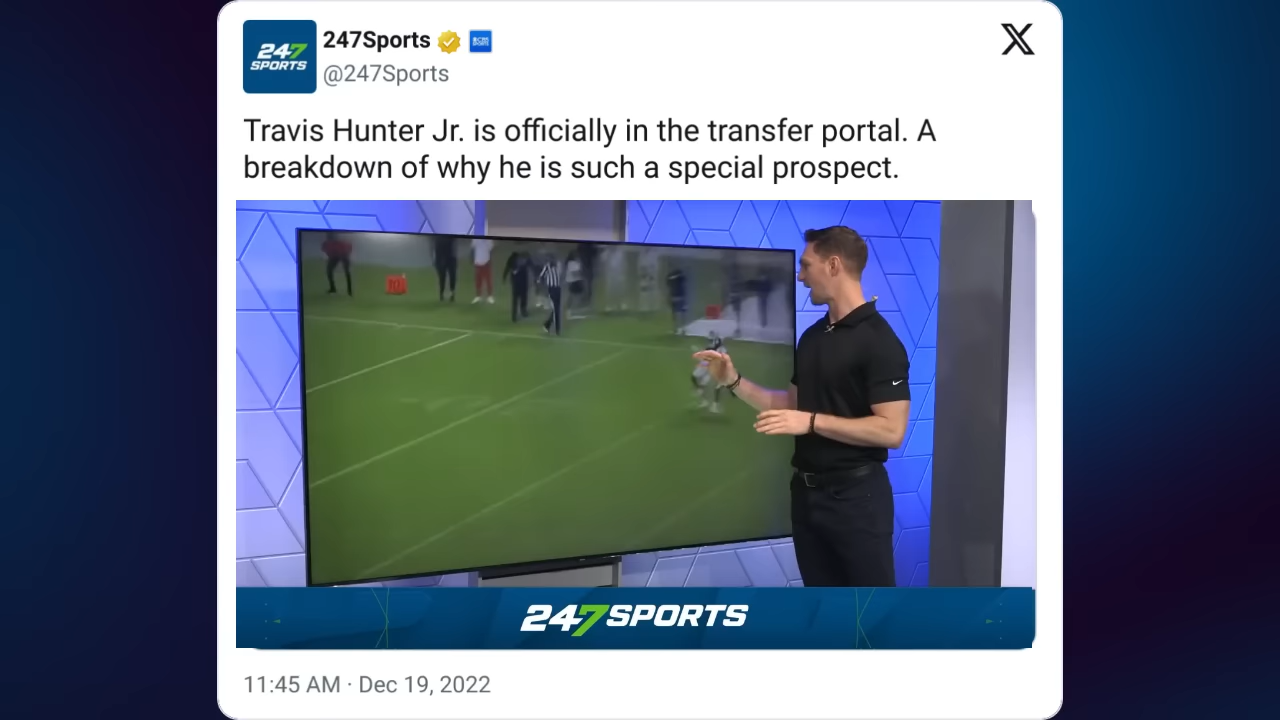 247
SPORTS
247Sports
@247Sports
Travis Hunter Jr. is officially in the transfer portal. A
breakdown of why he is such a special prospect.
247SPORTS
11:45 AM · Dec 19, 2022